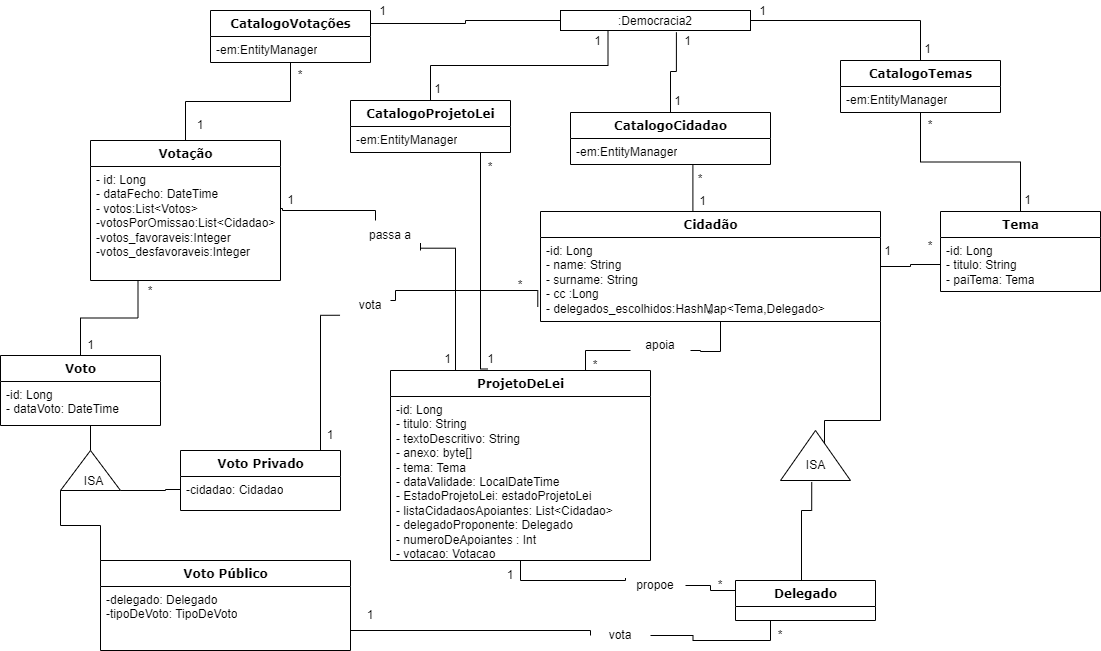 :Democracia2
1
1
1
1
CatalogoVotações
-em:EntityManager
*
1
1
CatalogoProjetoLei
-em:EntityManager
*
1
CatalogoCidadao
-em:EntityManager
*
1
1
CatalogoTemas
-em:EntityManager
*
1
Votação
- id: Long
- dataFecho: DateTime
- votos:List<Votos>
-votosPorOmissao:List<Cidadao>
-votos_favoraveis:Integer
-votos_desfavoraveis:Integer
1
passa a
1
1
*
1
Cidadão
-id: Long
- name: String
- surname: String
- cc :Long
- delegados_escolhidos:HashMap<Tema,Delegado>
1
*
Tema
-id: Long
- titulo: String
- paiTema: Tema
*
vota
1
apoia
*
Voto
-id: Long
- dataVoto: DateTime
ISA
Voto Privado
-cidadao: Cidadao
ProjetoDeLei
-id: Long
- titulo: String
- textoDescritivo: String
- anexo: byte[]
- tema: Tema
- dataValidade: LocalDateTime
- EstadoProjetoLei: estadoProjetoLei
- listaCidadaosApoiantes: List<Cidadao>
- delegadoProponente: Delegado
- numeroDeApoiantes : Int
- votacao: Votacao
ISA
Voto Público
-delegado: Delegado
-tipoDeVoto: TipoDeVoto
1
propoe
*
Delegado
1
vota
*